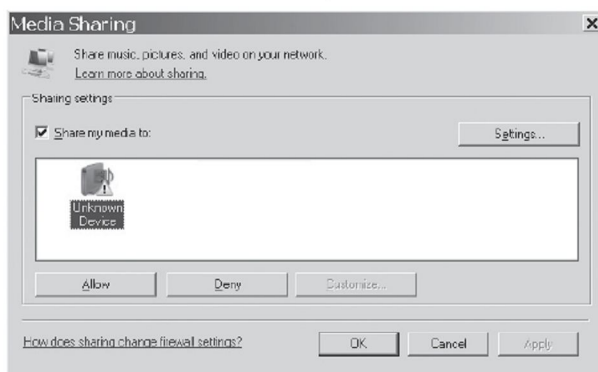 Media Sharing
Share music, pictures, and video on your network.
Learn more about sharing.
Sharing settings
Share my media to:
Settings...
Unknown
Device
Allow
Deny
Customize...
How does sharing change firewall settings?
OK
Cancel
Apply